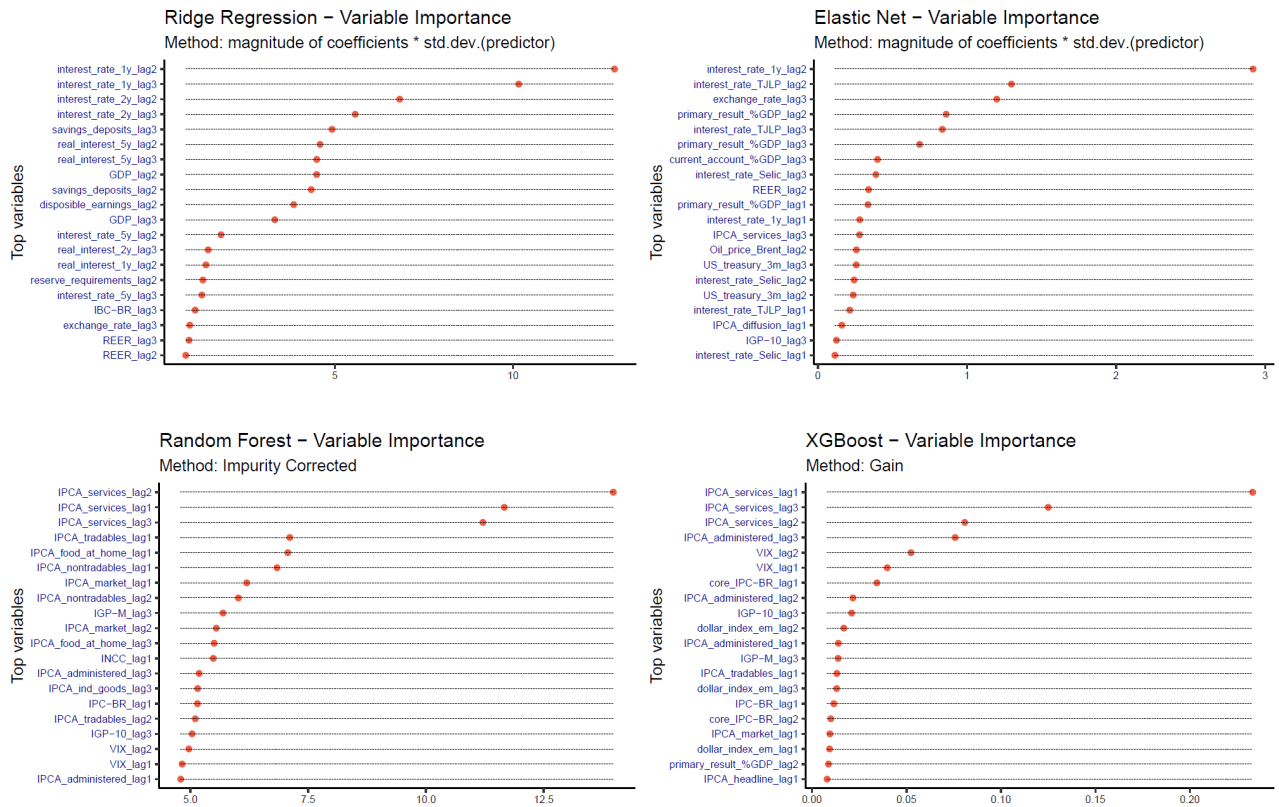 Ridge Regression − Variable Importance
Method: magnitude of coefficients * std.dev.(predictor)
Top variables
interest_rate_1y_lag2
interest_rate_1y_lag3
interest_rate_2y_lag2
interest_rate_2y_lag3
savings_deposits_lag3
real_interest_5y_lag2
real_interest_5y_lag3
GDP_lag2
savings_deposits_lag2
disposable_earnings_lag2
GDP_lag3
interest_rate_5y_lag2
real_interest_2y_lag3
real_interest_1y_lag2
reserve_requirements_lag2
interest_rate_5y_lag3
IBC−BR_lag3
exchange_rate_lag3
REER_lag3
REER_lag2
5 10
Elastic Net − Variable Importance
Method: magnitude of coefficients * std.dev.(predictor)
Top variables
interest_rate_1y_lag2
interest_rate_TJLP_lag2
exchange_rate_lag3
primary_result_%GDP_lag2
interest_rate_TJLP_lag3
primary_result_%GDP_lag3
current_account_%GDP_lag3
interest_rate_Selic_lag3
REER_lag2
primary_result_%GDP_lag1
interest_rate_1y_lag1
IPCA_services_lag3
Oil_price_Brent_lag2
US_treasury_3m_lag3
interest_rate_Selic_lag2
US_treasury_3m_lag2
interest_rate_TJLP_lag1
IPCA_diffusion_lag1
IGP−10_lag3
interest_rate_Selic_lag1
0 1 2 3
Random Forest − Variable Importance
Method: Impurity Corrected
Top variables
IPCA_services_lag2
IPCA_services_lag1
IPCA_services_lag3
IPCA_tradables_lag1
IPCA_food_at_home_lag1
IPCA_nontradables_lag1
IPCA_market_lag1
IPCA_nontradables_lag2
IGP−M_lag3
IPCA_market_lag2
IPCA_food_at_home_lag3
INCC_lag1
IPCA_administered_lag3
IPCA_ind_goods_lag3
IPC−BR_lag1
IPCA_tradables_lag2
IGP−10_lag3
VIX_lag2
VIX_lag1
IPCA_administered_lag1
5.0 7.5 10.0 12.5
XGBoost − Variable Importance
Method: Gain
Top variables
IPCA_services_lag1
IPCA_services_lag3
IPCA_services_lag2
IPCA_administered_lag3
VIX_lag2
VIX_lag1
core_IPC−BR_lag1
IPCA_administered_lag2
IGP−10_lag3
dollar_index_em_lag2
IPCA_administered_lag1
IGP−M_lag3
IPCA_tradables_lag1
dollar_index_em_lag3
IPC−BR_lag1
core_IPC−BR_lag2
IPCA_market_lag1
dollar_index_em_lag1
primary_result_%GDP_lag2
IPCA_headline_lag1
0.00 0.05 0.10 0.15 0.20